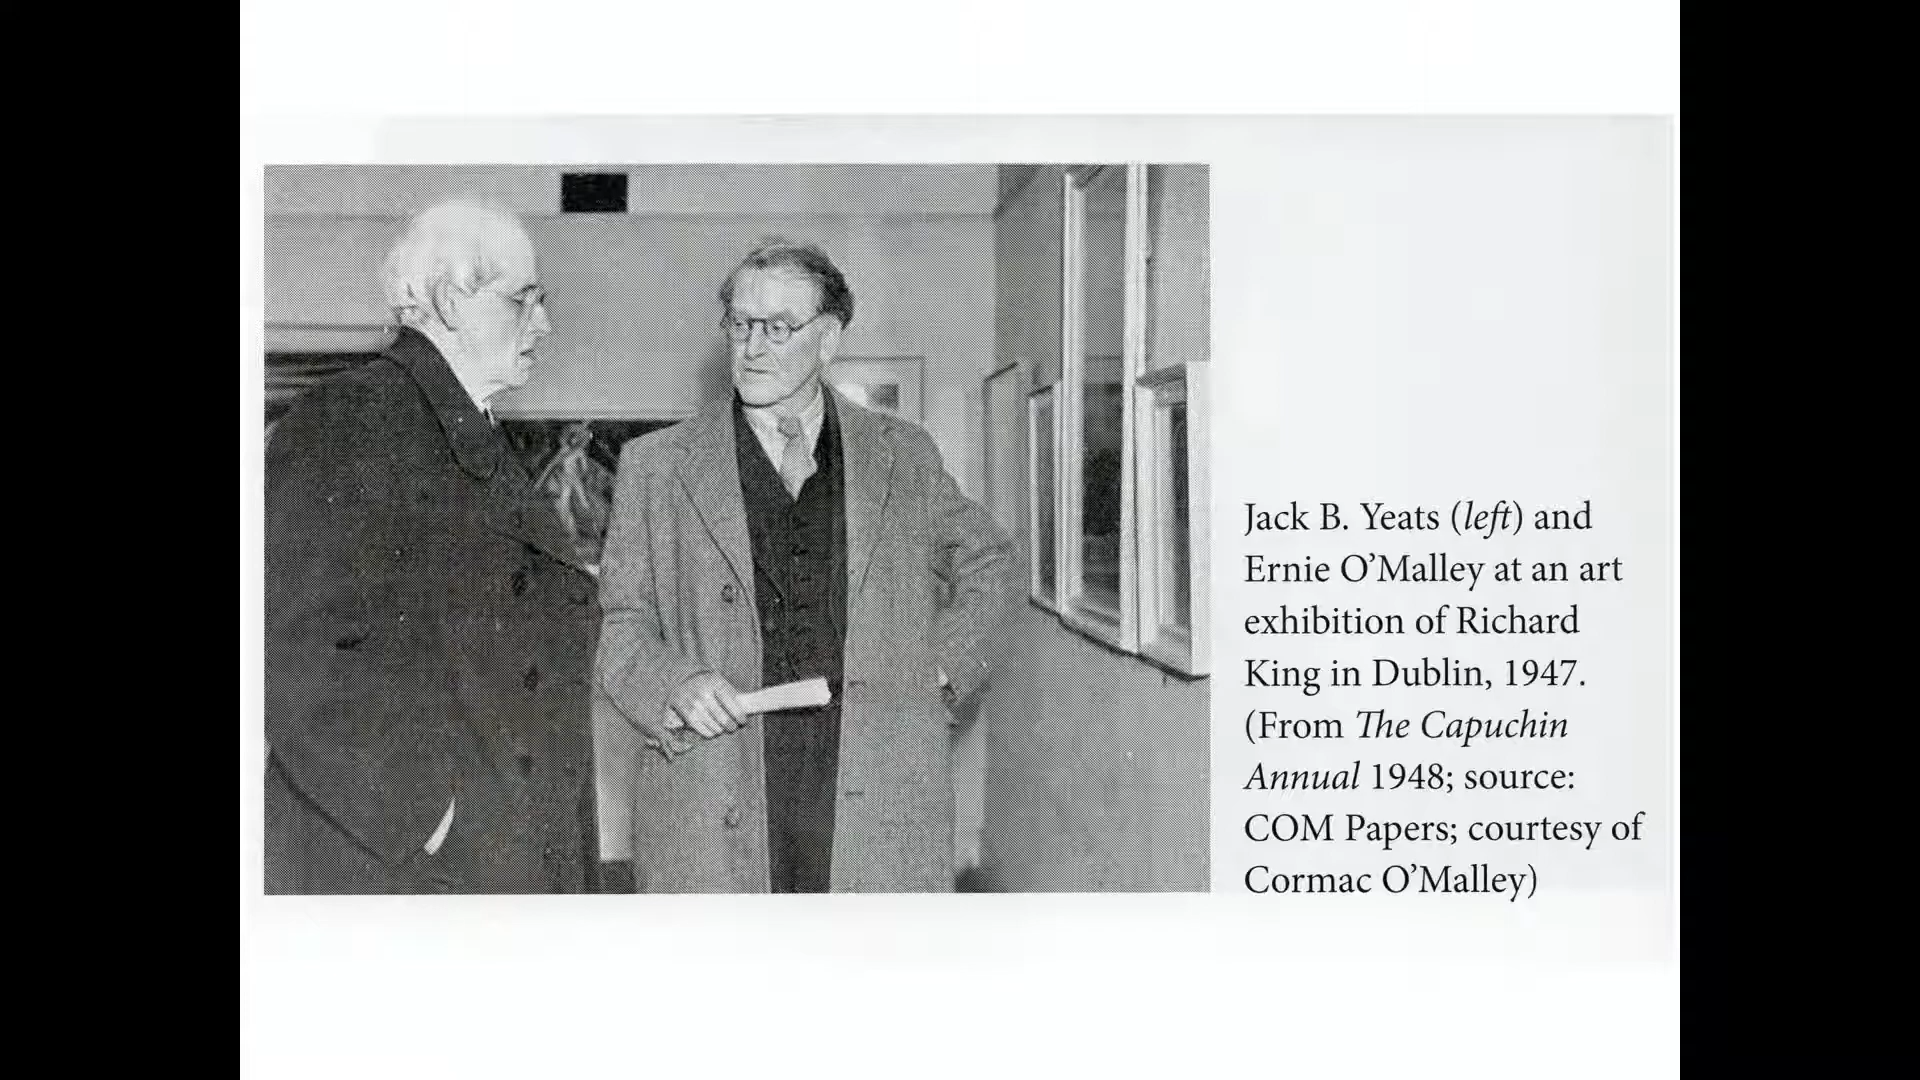 Jack B. Yeats (left) and
Ernie O’Malley at an art
exhibition of Richard
King in Dublin, 1947.
(From The Capuchin
Annual 1948; source:
COM Papers; courtesy of
Cormac O’Malley)